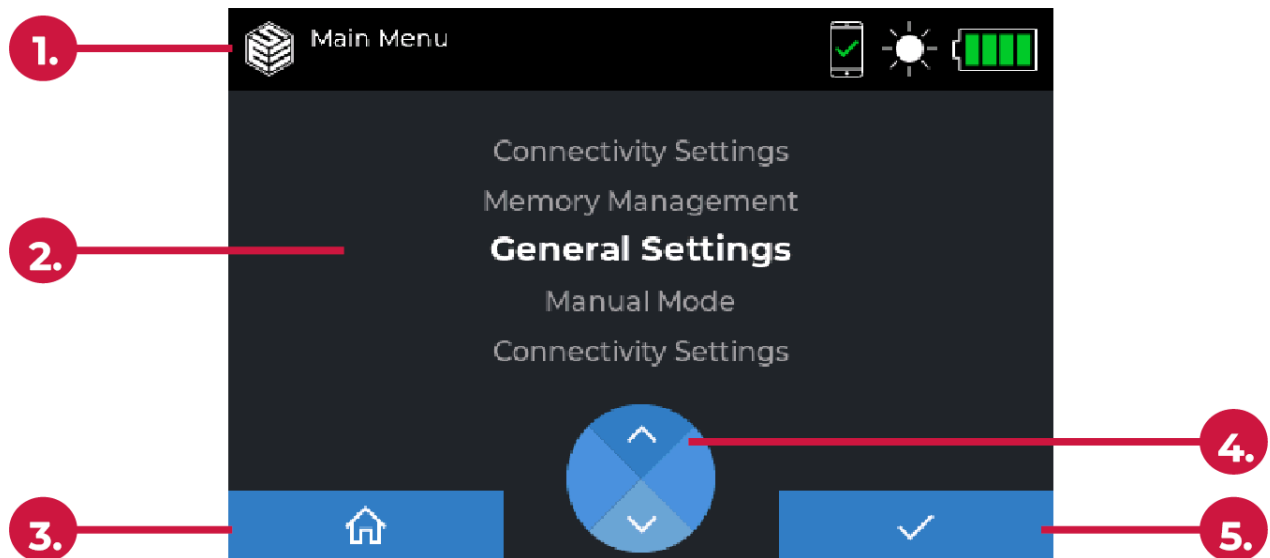 1.
Main Menu
Connectivity Settings
Memory Management
2.
General Settings
Manual Mode
Connectivity Settings
4.
3.
5.